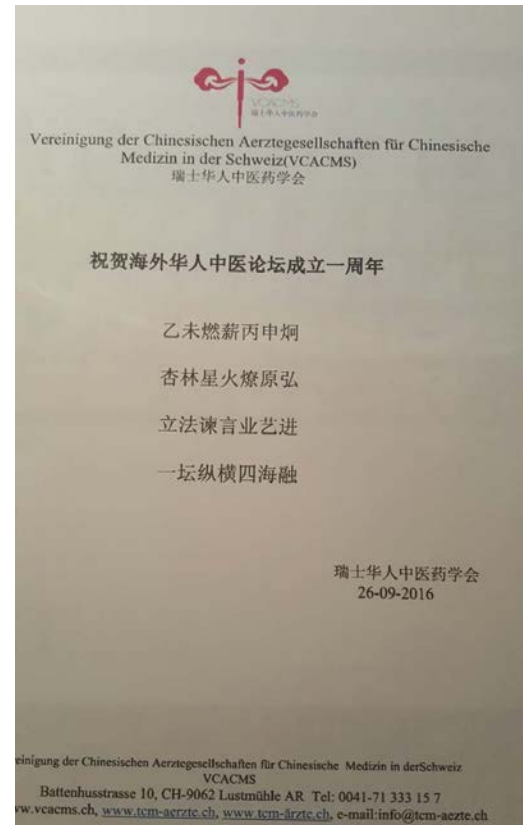 VCACMS
瑞士华人中医药学会
Vereinigung der Chinesischen Aerztegesellschaften für Chinesische
Medizin in der Schweiz(VCACMS)
瑞士华人中医药学会
祝贺海外华人中医论坛成立一周年
乙未燃薪丙申炯
杏林星火燎原弘
立法谏言业艺进
一坛纵横四海融
瑞士华人中医药学会
26-09-2016
einigung der Chinesischen Aerztegesellschaften für Chinesische Medizin in derSchweiz
VCACMS
Battenhusstrasse 10, CH-9062 Lustmühle AR Tel: 0041-71 333 15 7
ww.vcacms.ch, www.tcm-aerzte.ch, www.tcm-ärzte.ch, e-mail:info@tcm-aezte.ch